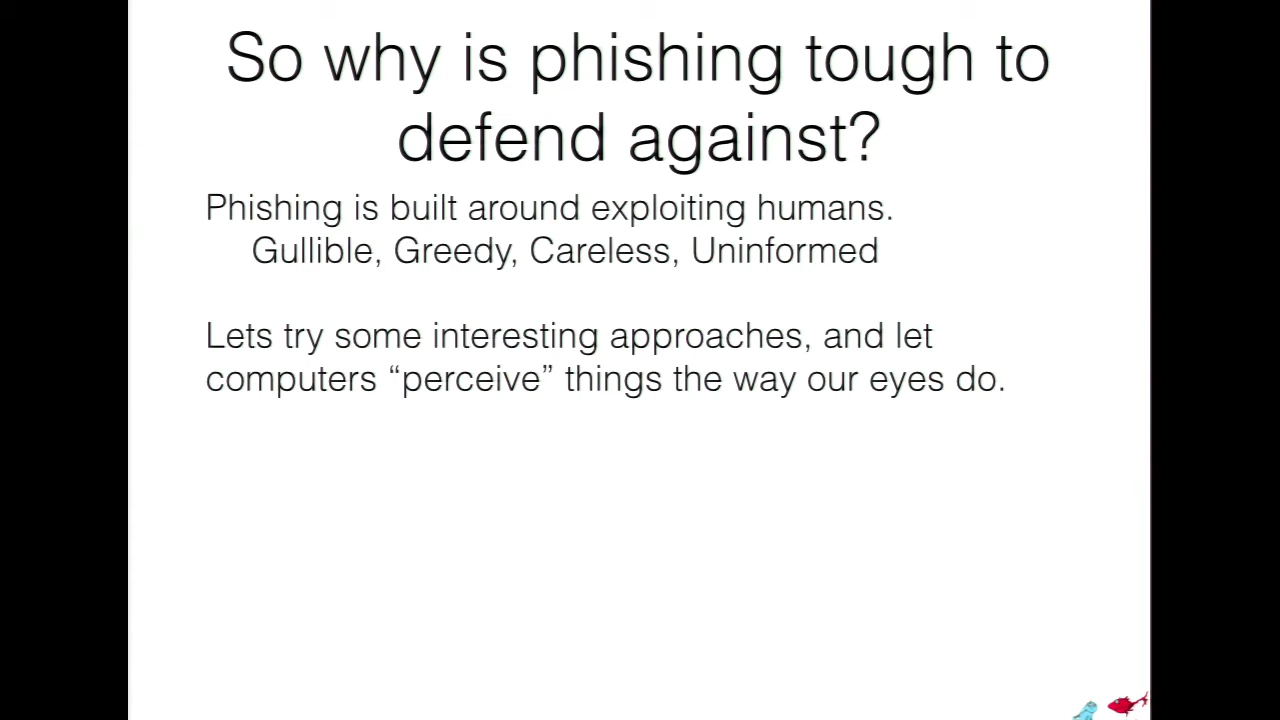 So why is phishing tough to
defend against?
Phishing is built around exploiting humans.
Gullible, Greedy, Careless, Uninformed
Lets try some interesting approaches, and let
computers “perceive” things the way our eyes do.